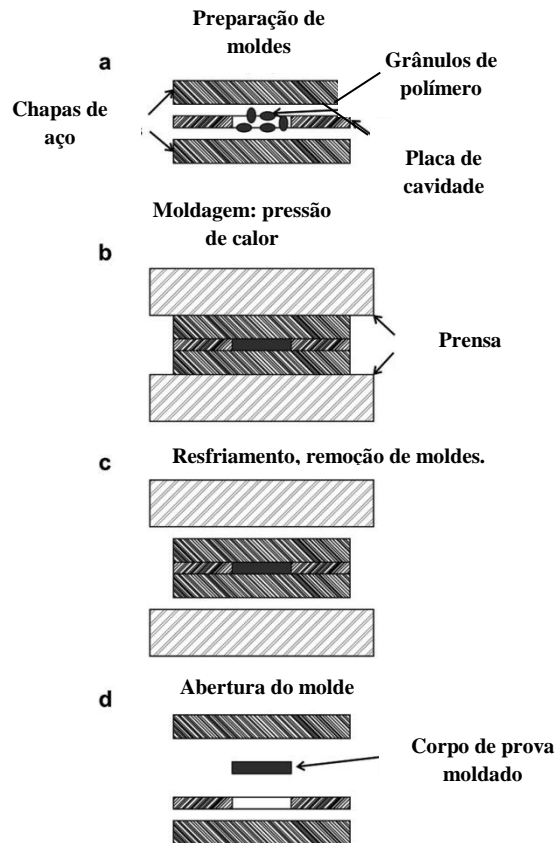 Preparação de
moldes
a
Grânulos de
polímero
Chapas de
aço
Placa de
cavidade
Moldagem: pressão
de calor
b
Prensa
c
Resfriamento, remoção de moldes.
d
Abertura do molde
Corpo de prova
moldado